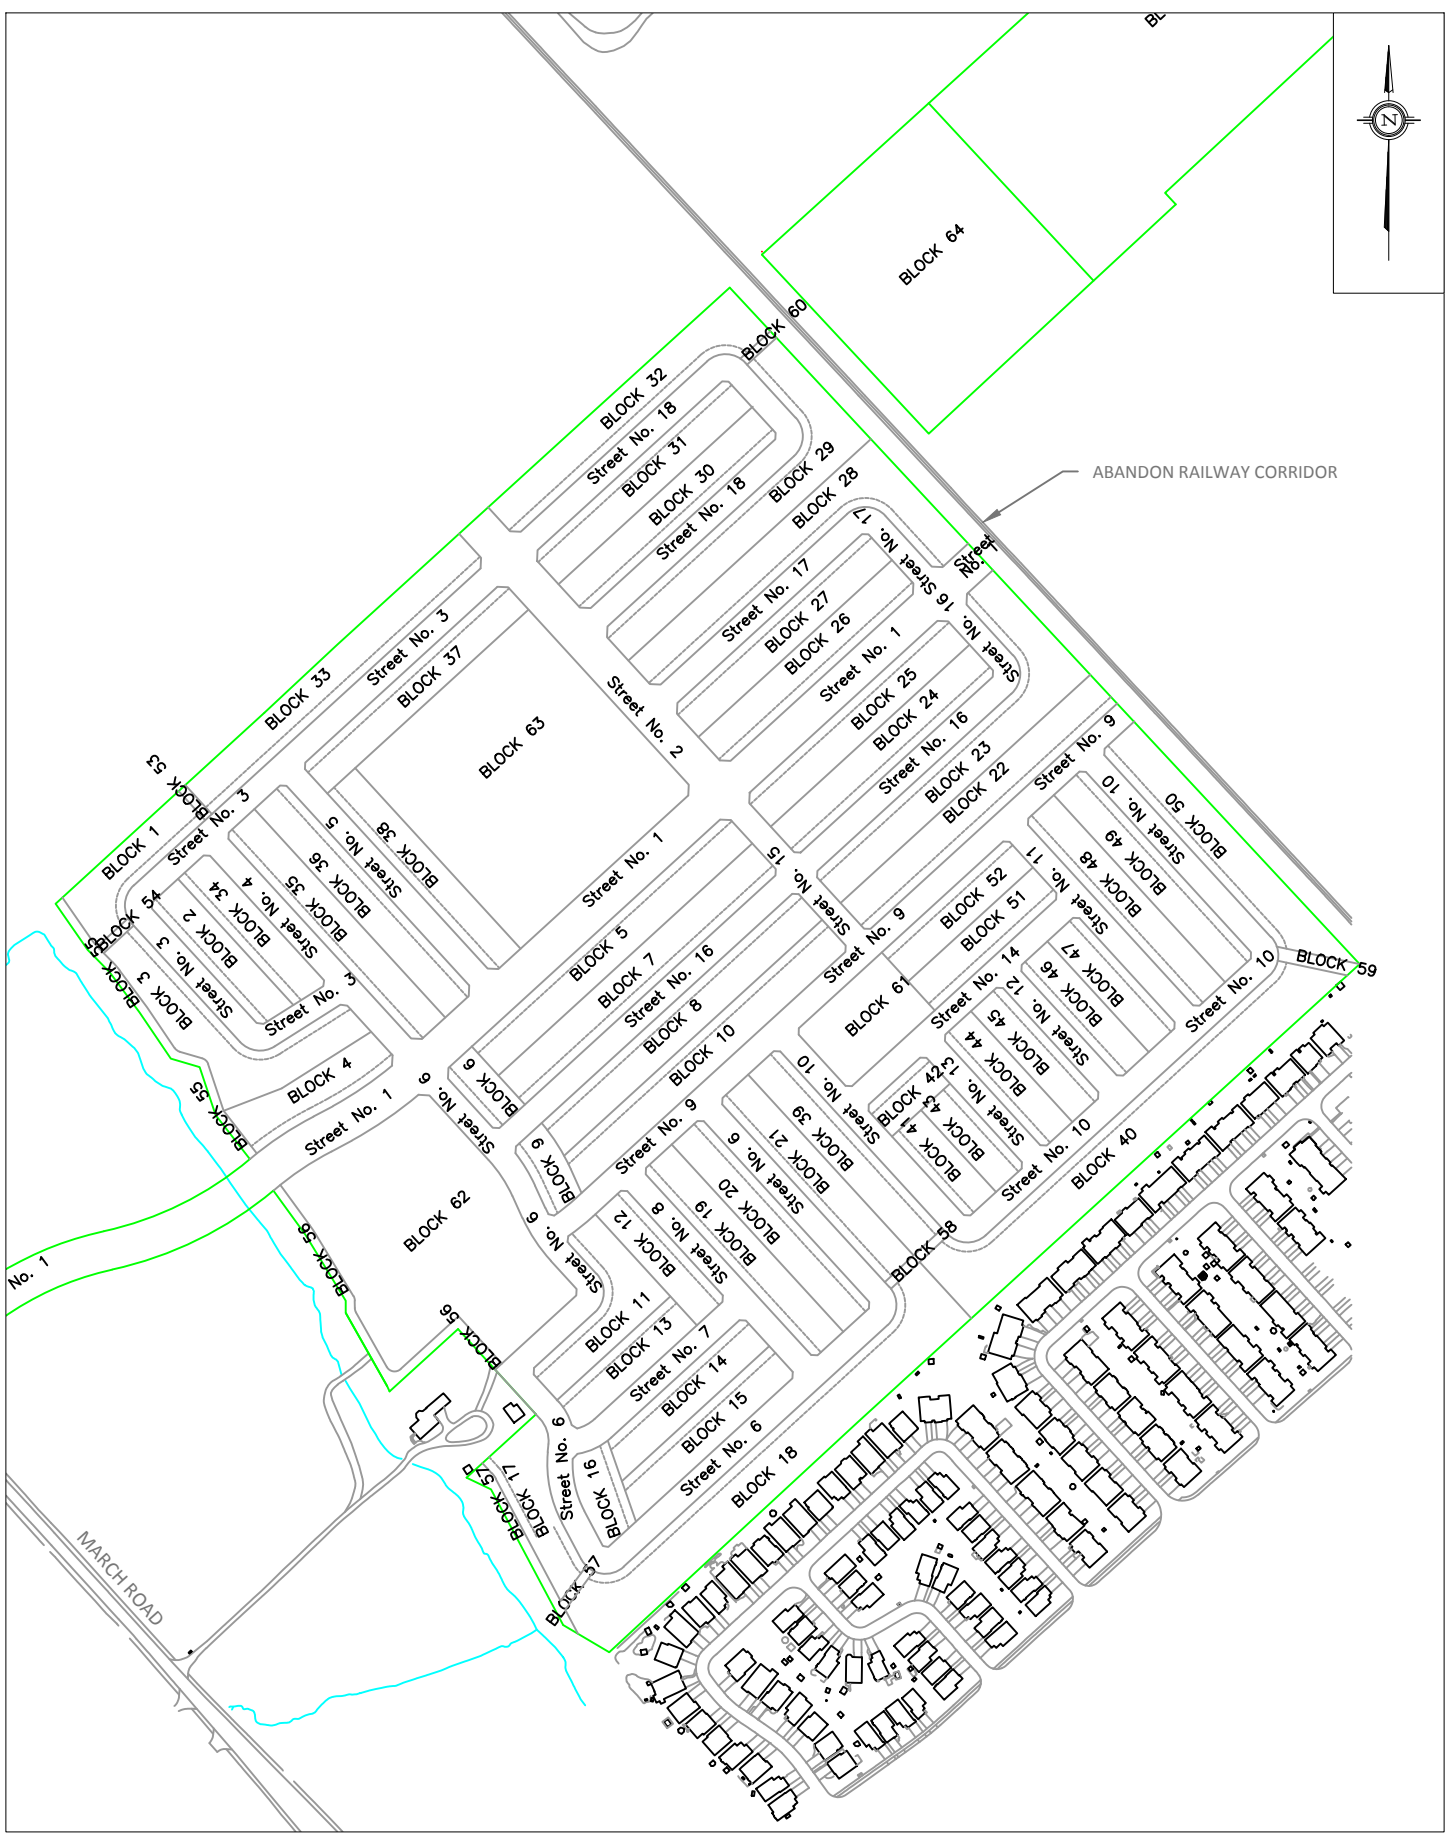 BL
N
BLOCK 64
BLOCK 60
BLOCK 32
Street No. 18
BLOCK 31
BLOCK 30
Street No. 18
BLOCK 29
BLOCK 28
ABANDON RAILWAY CORRIDOR
Street No. 17
Street No. 1
Street No. 16
Street No. 17
BLOCK 27
BLOCK 26
Street No. 1
Street No. 3
BLOCK 37
BLOCK 33
Street No. 2
BLOCK 63
BLOCK 25
BLOCK 24
Street No. 16
BLOCK 23
BLOCK 22
Street No. 9
BLOCK 53
BLOCK 1
Street No. 3
Street No. 5
BLOCK 38
BLOCK 36
BLOCK 35
Street No. 4
BLOCK 34
BLOCK 2
Street No. 3
BLOCK 3
BLOCK 54
BLOCK 55
Street No. 3
Street No. 1
Street No. 15
Street No. 10
BLOCK 50
BLOCK 49
BLOCK 48
Street No. 11
BLOCK 52
BLOCK 51
Street No. 9
BLOCK 5
BLOCK 7
Street No. 16
BLOCK 8
BLOCK 10
BLOCK 61
Street No. 14
BLOCK 47
BLOCK 46
Street No. 12
BLOCK 45
BLOCK 44
Street No. 13
BLOCK 43
BLOCK 42
BLOCK 41
Street No. 10
BLOCK 59
BLOCK 4
BLOCK 55
Street No. 1
Street No. 6
BLOCK 6
BLOCK 9
Street No. 9
Street No. 10
BLOCK 39
BLOCK 21
Street No. 6
BLOCK 20
BLOCK 19
Street No. 8
BLOCK 12
Street No. 10
BLOCK 40
BLOCK 58
BLOCK 62
Street No. 6
BLOCK 56
No. 1
BLOCK 56
BLOCK 11
BLOCK 13
Street No. 7
BLOCK 14
BLOCK 15
Street No. 6
BLOCK 18
Street No. 6
BLOCK 16
BLOCK 17
BLOCK 57
BLOCK 57
MARCH ROAD